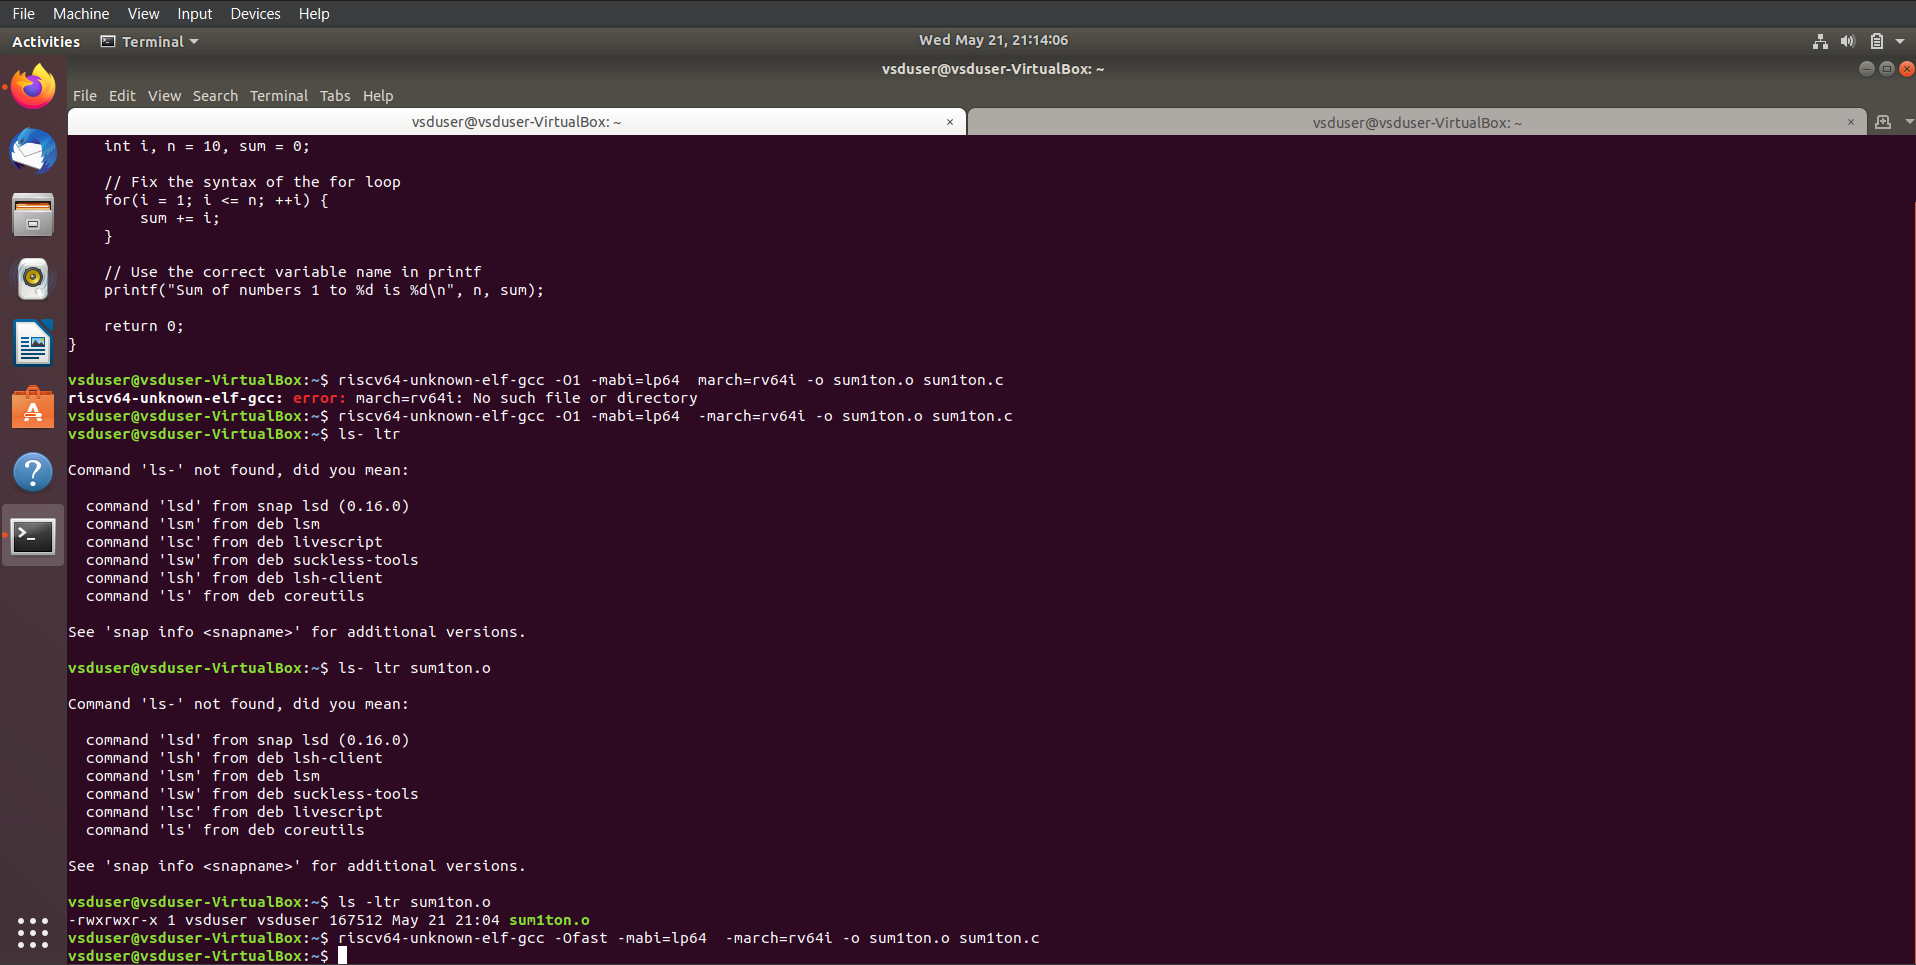 File Machine View Input Devices Help
Activities Terminal Wed May 21, 21:14:06
vsduser@vsduser-VirtualBox: ~
File Edit View Search Terminal Tabs Help
vsduser@vsduser-VirtualBox: ~ × vsduser@vsduser-VirtualBox: ~ ×
    int i, n = 10, sum = 0;

    // Fix the syntax of the for loop
    for(i = 1; i <= n; ++i) {
        sum += i;
    }

    // Use the correct variable name in printf
    printf("Sum of numbers 1 to %d is %d\n", n, sum);

    return 0;
}

vsduser@vsduser-VirtualBox:~$ riscv64-unknown-elf-gcc -O1 -mabi=lp64  march=rv64i -o sum1ton.o sum1ton.c
riscv64-unknown-elf-gcc: error: march=rv64i: No such file or directory
vsduser@vsduser-VirtualBox:~$ riscv64-unknown-elf-gcc -O1 -mabi=lp64  -march=rv64i -o sum1ton.o sum1ton.c
vsduser@vsduser-VirtualBox:~$ ls- ltr

Command 'ls-' not found, did you mean:

  command 'lsd' from snap lsd (0.16.0)
  command 'lsm' from deb lsm
  command 'lsc' from deb livescript
  command 'lsw' from deb suckless-tools
  command 'lsh' from deb lsh-client
  command 'ls' from deb coreutils

See 'snap info <snapname>' for additional versions.

vsduser@vsduser-VirtualBox:~$ ls- ltr sum1ton.o

Command 'ls-' not found, did you mean:

  command 'lsd' from snap lsd (0.16.0)
  command 'lsh' from deb lsh-client
  command 'lsm' from deb lsm
  command 'lsw' from deb suckless-tools
  command 'lsc' from deb livescript
  command 'ls' from deb coreutils

See 'snap info <snapname>' for additional versions.

vsduser@vsduser-VirtualBox:~$ ls -ltr sum1ton.o
-rwxrwxr-x 1 vsduser vsduser 167512 May 21 21:04 sum1ton.o
vsduser@vsduser-VirtualBox:~$ riscv64-unknown-elf-gcc -Ofast -mabi=lp64  -march=rv64i -o sum1ton.o sum1ton.c
vsduser@vsduser-VirtualBox:~$